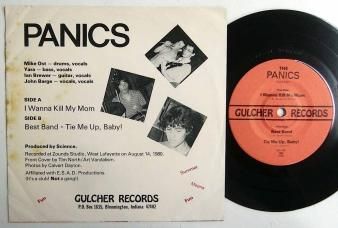 PANICS
Mike Ost – drums, vocals
Yara – bass, vocals
Ian Brewer – guitar, vocals
John Barge – vocals, vocals
SIDE A
I Wanna Kill My Mom
SIDE B
Best Band - Tie Me Up, Baby!
Produced by Science.
Recorded at Zounds Studio, West Lafayette on August 14, 1980.
Front Cover by Tim North/Art Vandalism.
Photos by Calvert Dayton.
Affiliated with E.S.A.D. Productions.
(It's a club! Not a gang!)
Fun
Fun
GULCHER RECORDS
P.O. Box 1635, Bloomington, Indiana 47402
THE
PANICS
I Wanna Kill My Mom
GULCHER RECORDS
Best Band
Tie Me Up, Baby!